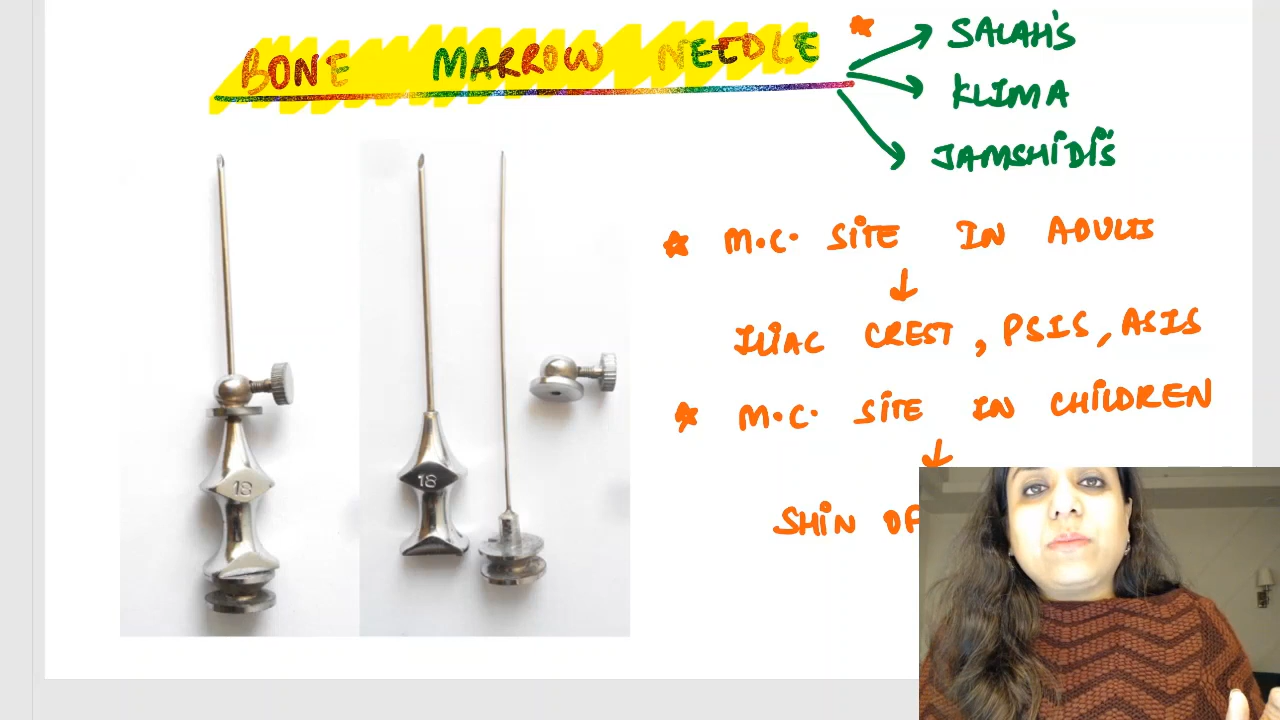 BONE MARROW NEEDLE
SALAH'S
KLIMA
JAMSHIDI'S
M.C. SITE IN ADULTS
ILIAC CREST, PSIS, ASIS
M.C. SITE IN CHILDREN
SHIN OF
18
18